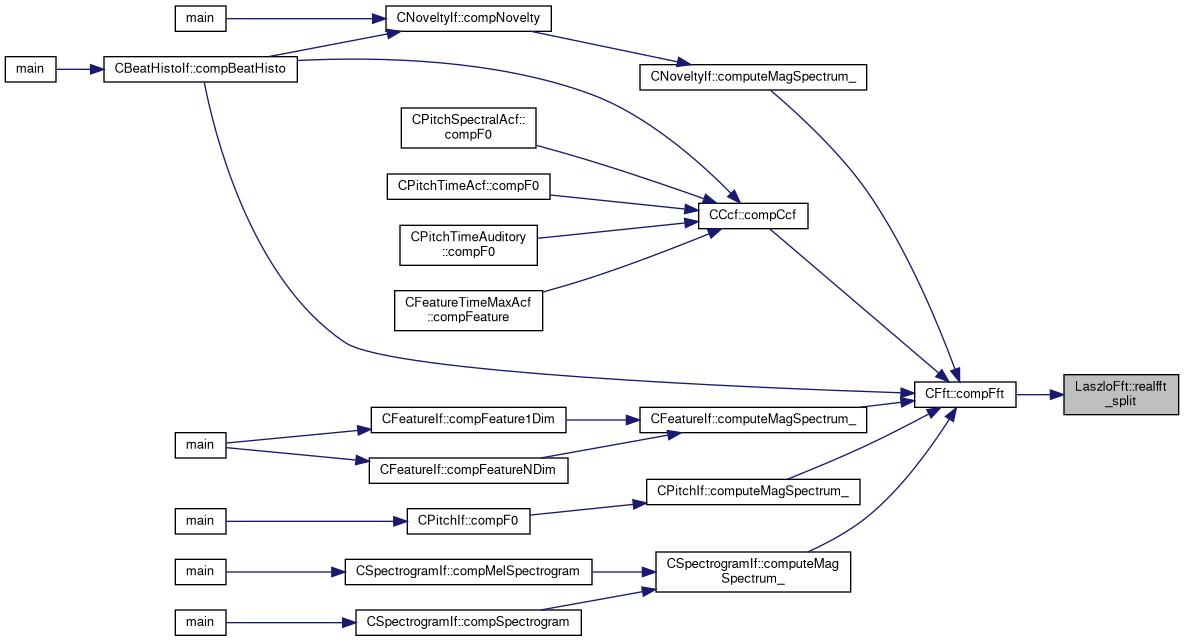 main
CNoveltyIf::compNovelty
main
CBeatHistoIf::compBeatHisto
CNoveltyIf::computeMagSpectrum_
CPitchSpectralAcf::
compF0
CPitchTimeAcf::compF0
CCcf::compCcf
CPitchTimeAuditory
::compF0
CFeatureTimeMaxAcf
::compFeature
LaszloFft::realfft
_split
CFft::compFft
CFeatureIf::compFeature1Dim
CFeatureIf::computeMagSpectrum_
main
CFeatureIf::compFeatureNDim
CPitchIf::computeMagSpectrum_
main
CPitchIf::compF0
CSpectrogramIf::computeMag
Spectrum_
main
CSpectrogramIf::compMelSpectrogram
main
CSpectrogramIf::compSpectrogram